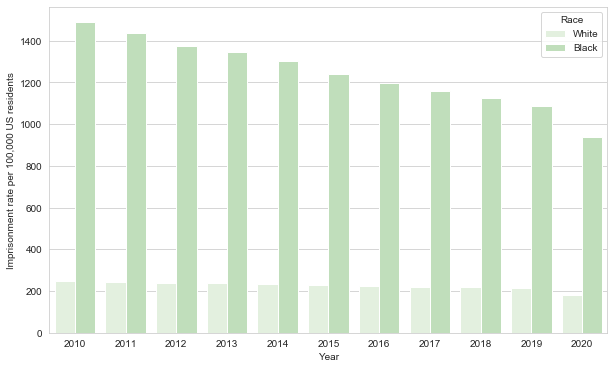 Race
White
Black
Imprisonment rate per 100,000 US residents
1400
1200
1000
800
600
400
200
0
2010 2011 2012 2013 2014 2015 2016 2017 2018 2019 2020
Year